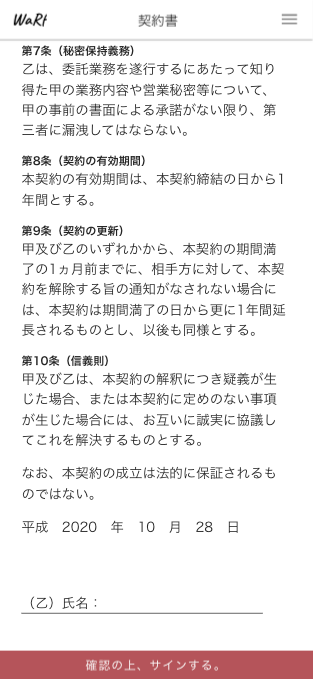 WaRt
契約書
第7条（秘密保持義務）
乙は、委託業務を遂行するにあたって知り
得た甲の業務内容や営業秘密等について、
甲の事前の書面による承諾がない限り、第
三者に漏洩してはならない。
第8条（契約の有効期間）
本契約の有効期間は、本契約締結の日から1
年間とする。
第9条（契約の更新）
甲及び乙のいずれかから、本契約の期間満
了の1ヵ月前までに、相手方に対して、本契
約を解除する旨の通知がなされない場合に
は、本契約は期間満了の日から更に1年間延
長されるものとし、以後も同様とする。
第10条（信義則）
甲及び乙は、本契約の解釈につき疑義が生
じた場合、または本契約に定めのない事項
が生じた場合には、お互いに誠実に協議し
てこれを解決するものとする。
なお、本契約の成立は法的に保証されるも
のではない。
平成　2020　年　10　月　28　日
（乙）氏名：
確認の上、サインする。